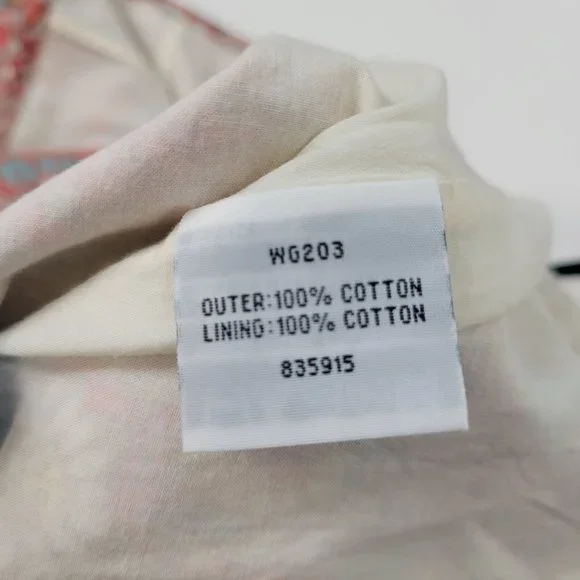 WG203
OUTER:100% COTTON
LINING:100% COTTON
835915